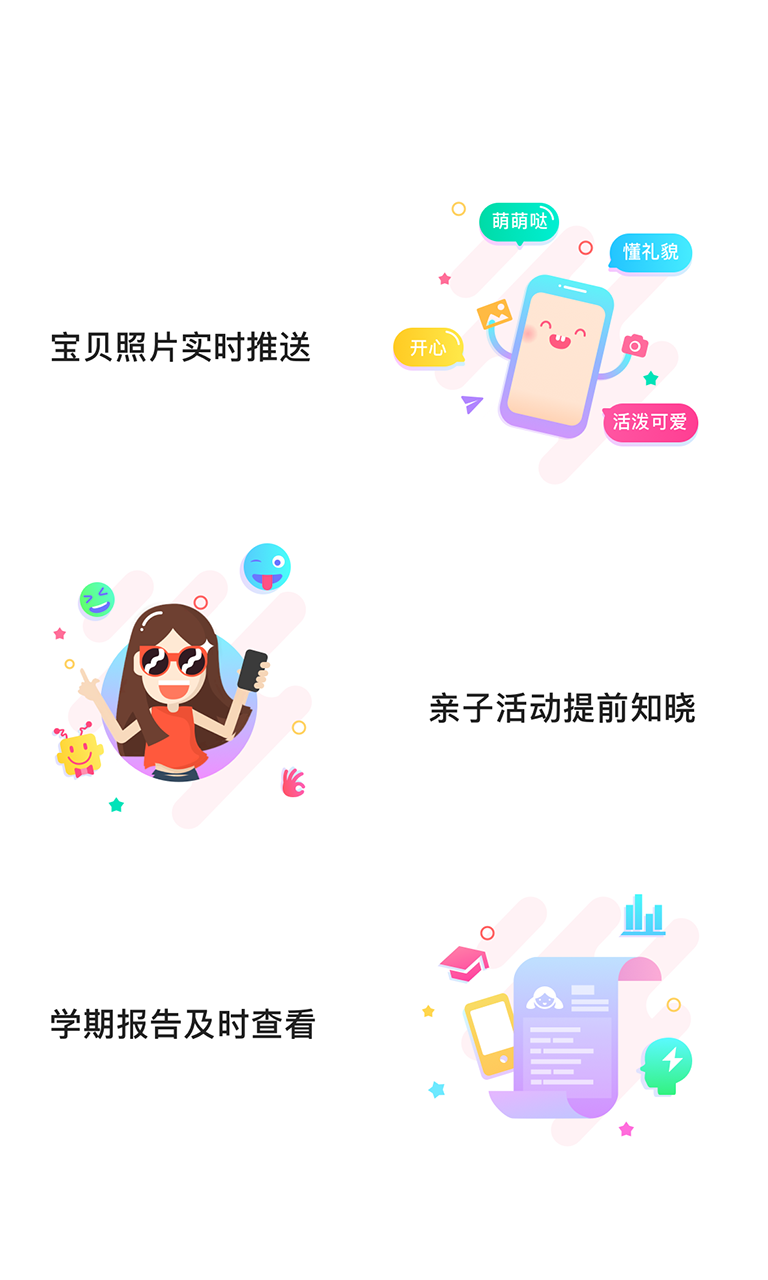 萌萌哒
懂礼貌
宝贝照片实时推送
开心
活泼可爱
亲子活动提前知晓
学期报告及时查看